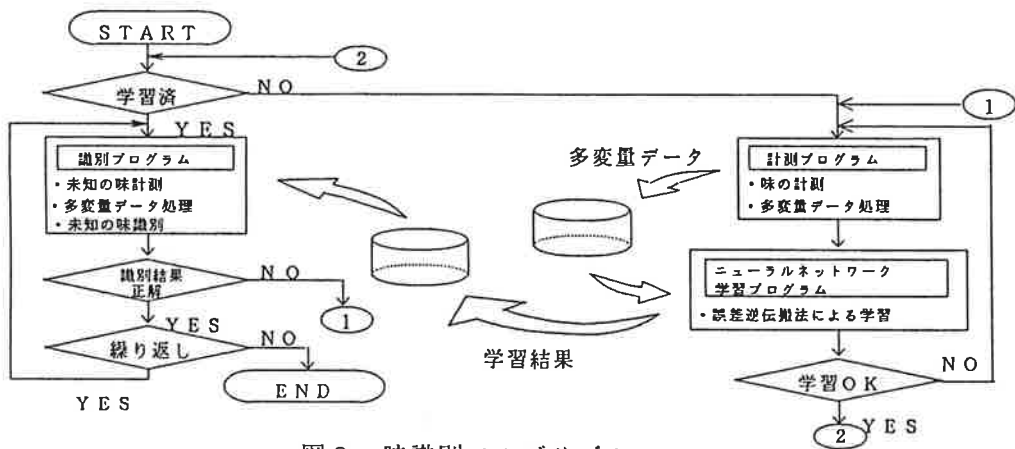 START
2
学習済
NO
1
YES
識別プログラム
・未知の味計測
・多変量データ処理
・未知の味識別
多変量データ
計測プログラム
・味の計測
・多変量データ処理
識別結果
正解
NO
1
ニューラルネットワーク
学習プログラム
・誤差逆伝搬法による学習
YES
繰り返し
NO
学習結果
END
YES
学習OK
NO
2
YES